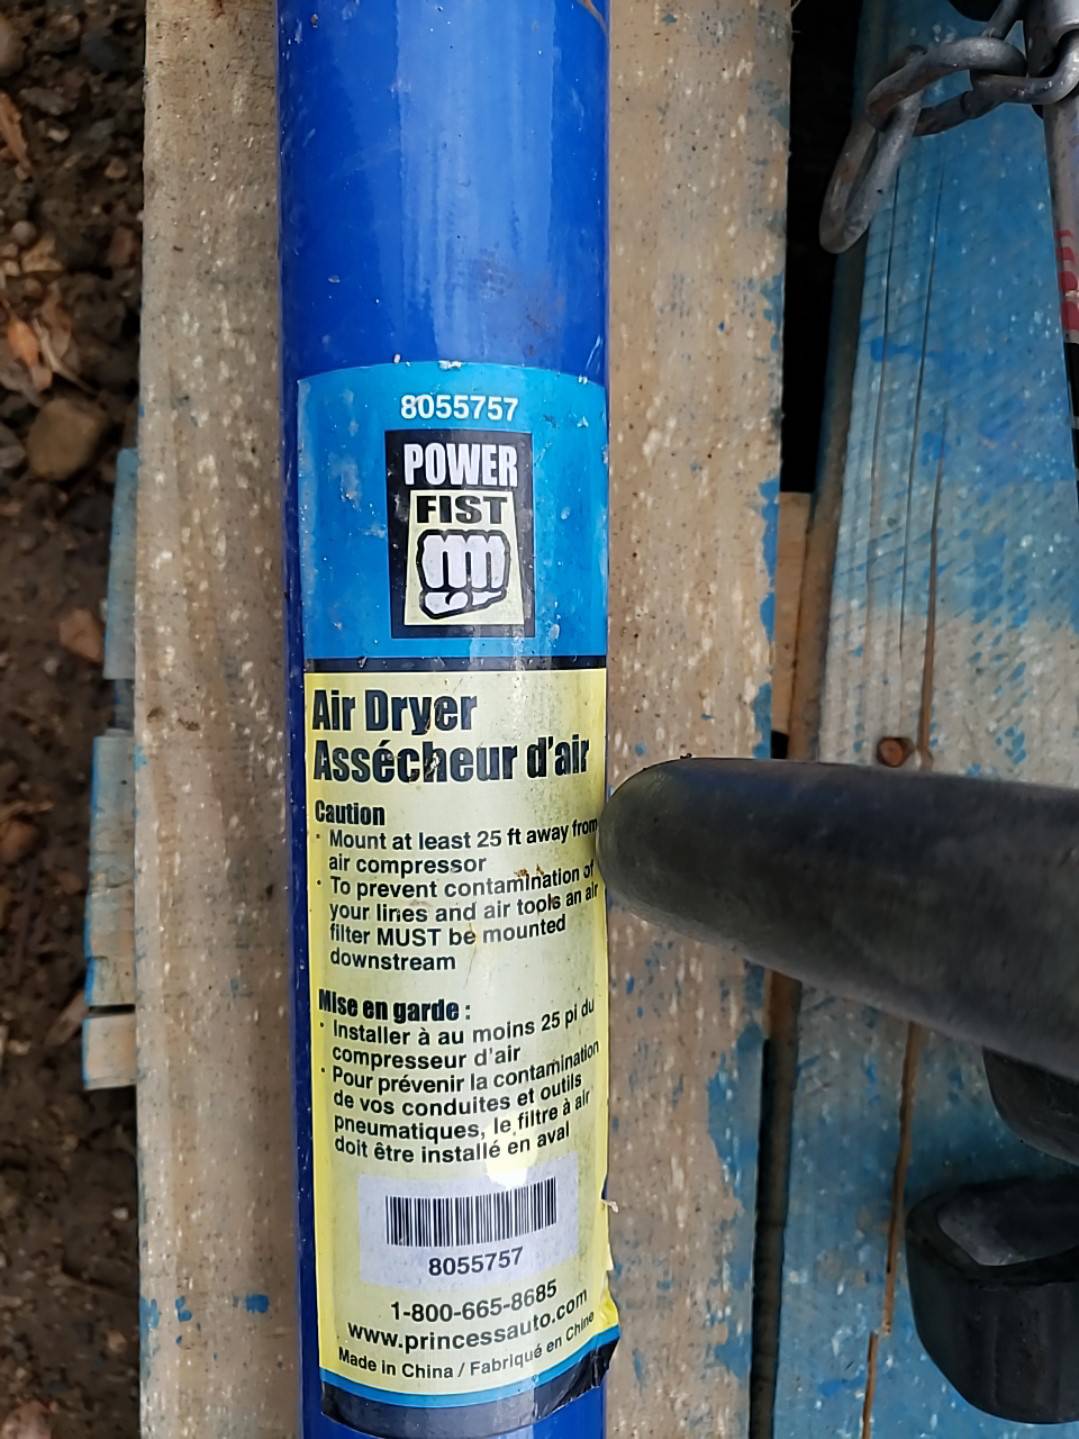 8055757
POWER
FIST
Air Dryer
Assécheur d'air
Caution
· Mount at least 25 ft away from
air compressor
· To prevent contamination of
your lines and air tools an air
filter MUST be mounted
downstream
Mise en garde :
· Installer à au moins 25 pi du
compresseur d'air
· Pour prévenir la contamination
de vos conduites et outils
pneumatiques, le filtre à air
doit être installé en aval
8055757
1-800-665-8685
www.princessauto.com
Made in China / Fabriqué en Chine